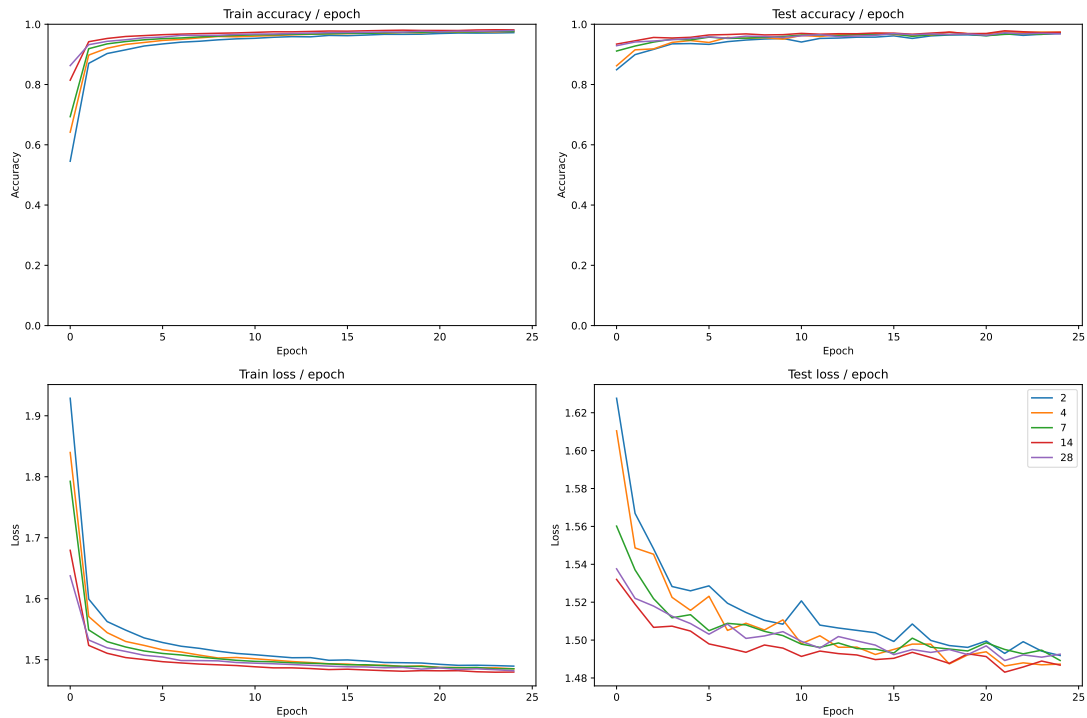 Train accuracy / epoch
1.0
0.8
0.6
0.4
0.2
0.0
Accuracy
0 5 10 15 20 25
Epoch
Test accuracy / epoch
1.0
0.8
0.6
0.4
0.2
0.0
Accuracy
0 5 10 15 20 25
Epoch
Train loss / epoch
1.9
1.8
1.7
1.6
1.5
Loss
0 5 10 15 20 25
Epoch
Test loss / epoch
1.62
1.60
1.58
1.56
1.54
1.52
1.50
1.48
Loss
0 5 10 15 20 25
Epoch
2
4
7
14
28